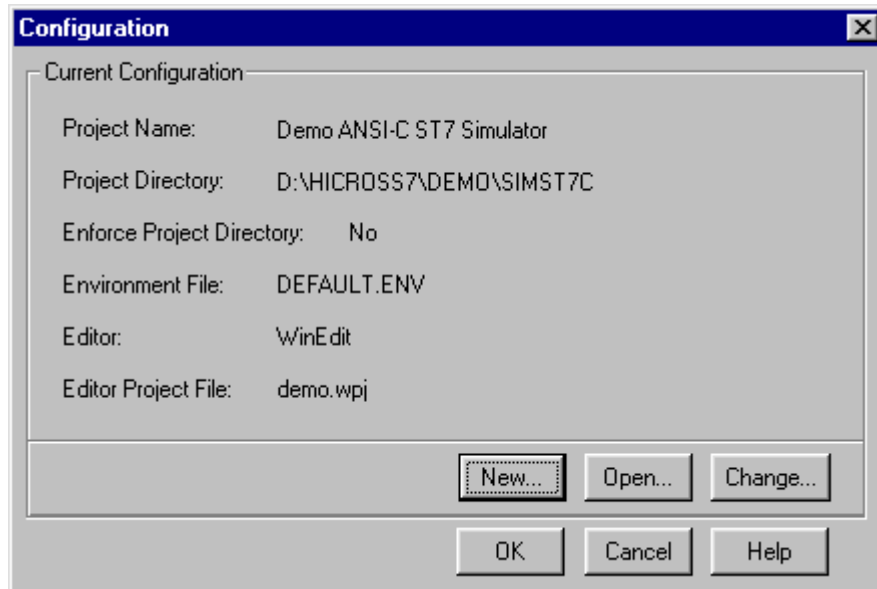 Configuration
Current Configuration
Project Name: Demo ANSI-C ST7 Simulator
Project Directory: D:\HICROSS7\DEMO\SIMST7C
Enforce Project Directory: No
Environment File: DEFAULT.ENV
Editor: WinEdit
Editor Project File: demo.wpj
New... Open... Change...
OK Cancel Help